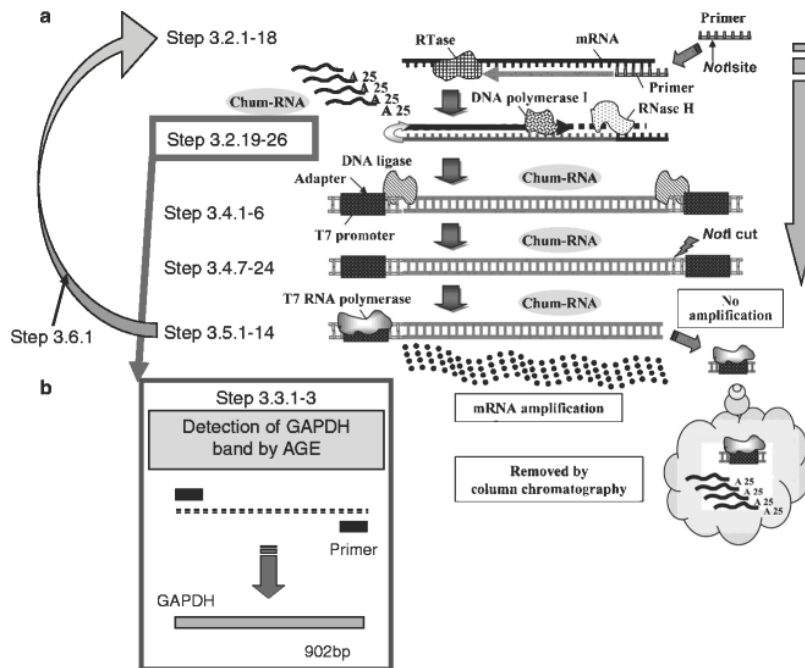 a
Step 3.2.1-18
RTase
mRNA
Primer
NotIsite
Primer
A 25
A 25
A 25
A 25
Chum-RNA
DNA polymerase I
RNase H
Step 3.2.19-26
DNA ligase
Adapter
Chum-RNA
Step 3.4.1-6
T7 promoter
Chum-RNA
NotI cut
Step 3.4.7-24
T7 RNA polymerase
Chum-RNA
No
amplification
Step 3.5.1-14
Step 3.6.1
mRNA amplification
Removed by
column chromatography
A 25
A 25
A 25
A 25
b
Step 3.3.1-3
Detection of GAPDH
band by AGE
Primer
GAPDH
902bp